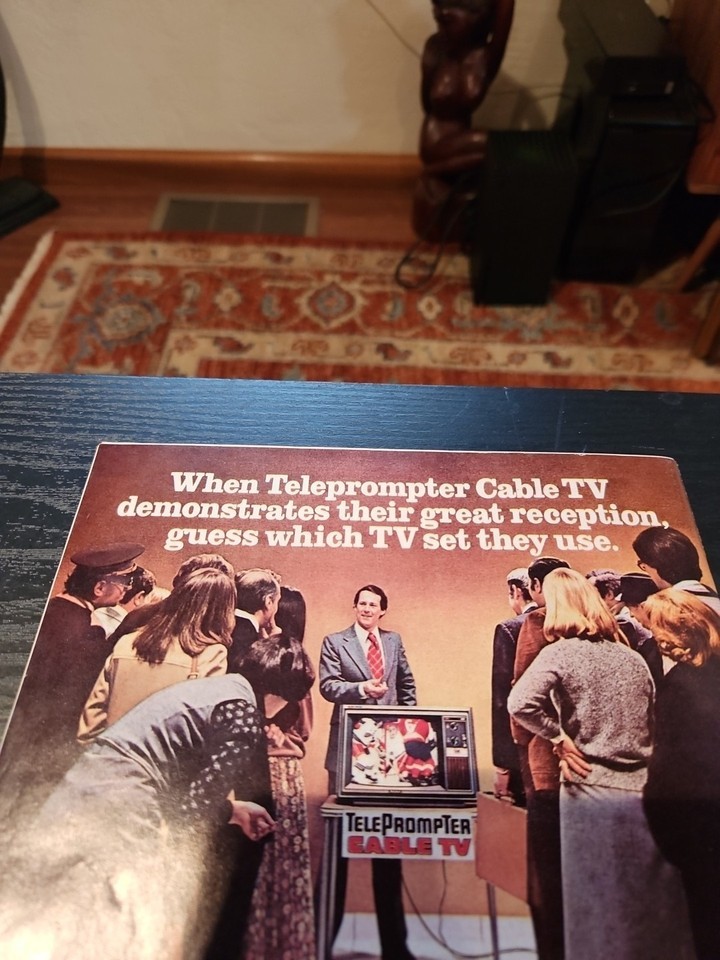 When Teleprompter Cable TV
demonstrates their great reception,
guess which TV set they use.
TELEPROMPTER
CABLE TV